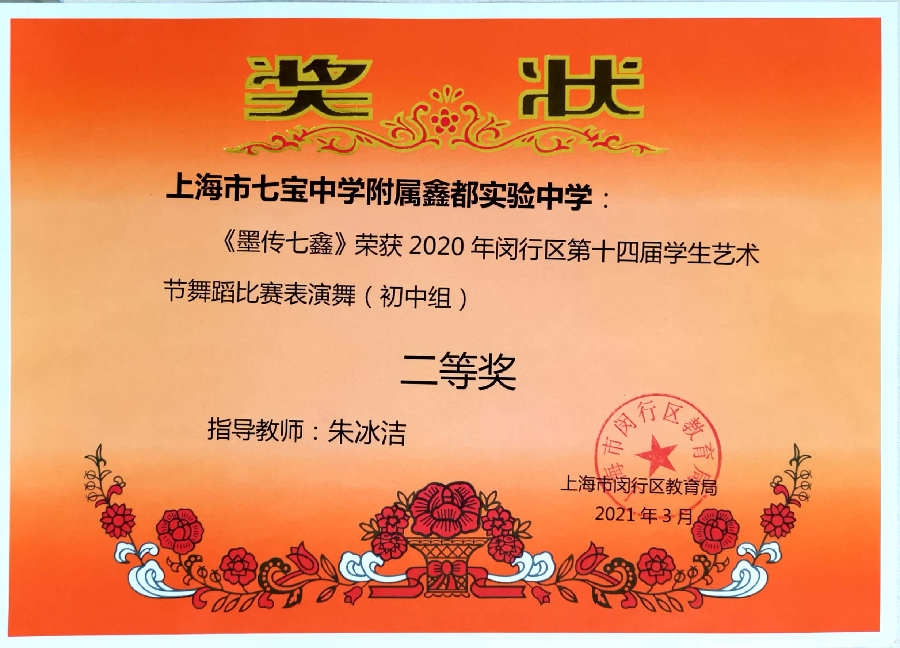 奖 状
上海市七宝中学附属鑫都实验中学：
《墨传七鑫》荣获 2020 年闵行区第十四届学生艺术
节舞蹈比赛表演舞（初中组）
二等奖
指导教师：朱冰洁
上海市闵行区教育局
上海市闵行区教育局
2021 年 3 月